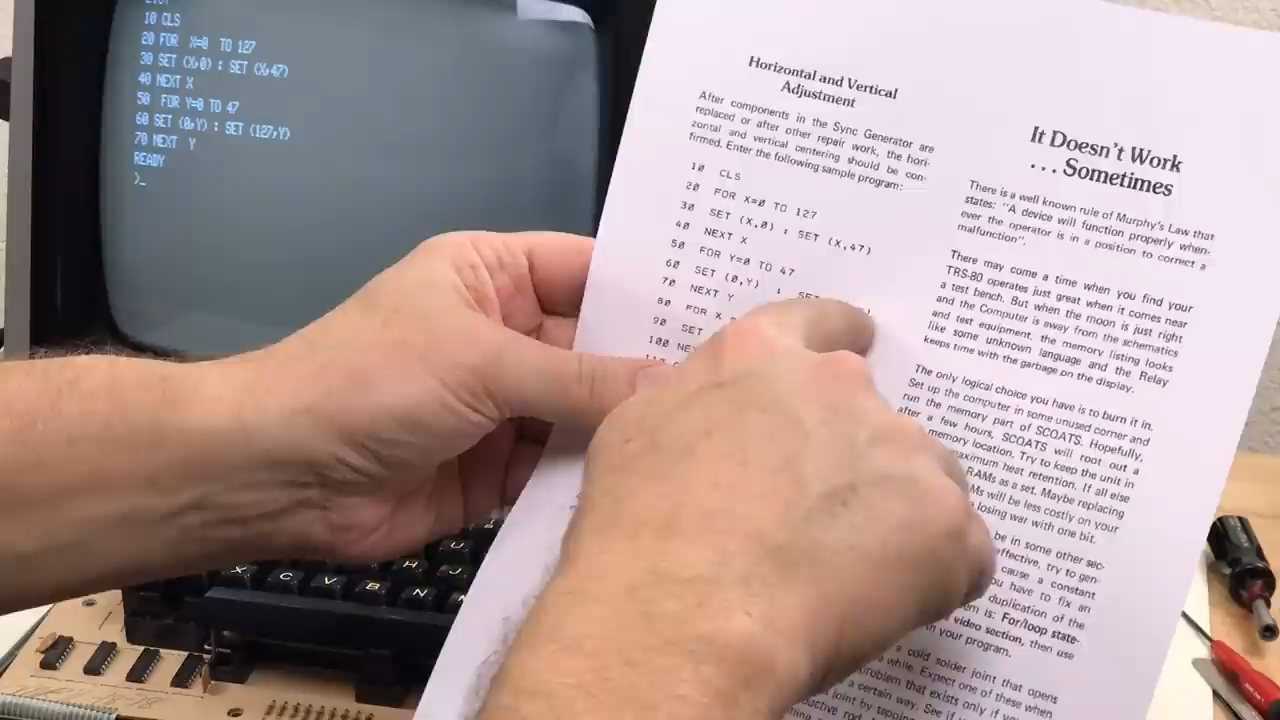 LIST
10 CLS
20 FOR X=0 TO 127
30 SET (X,0) : SET (X,47)
40 NEXT X
50 FOR Y=0 TO 47
60 SET (0,Y) : SET (127,Y)
70 NEXT Y
READY
>_
Horizontal and Vertical
Adjustment
After components in the Sync Generator are
replaced or after other repair work, the hori-
zontal and vertical centering should be con-
firmed. Enter the following sample program:
10 CLS
20 FOR X=0 TO 127
30 SET (X,0) : SET (X,47)
40 NEXT X
50 FOR Y=0 TO 47
60 SET (0,Y) : SET
70 NEXT Y
80 FOR X
90 SET
100 NE
It Doesn't Work
. . . Sometimes
There is a well known rule of Murphy's Law that
states: "A device will function properly when-
ever the operator is in a position to correct a
malfunction".
There may come a time when you find your
TRS-80 operates just great when it comes near
a test bench. But when the moon is just right
and the Computer is away from the schematics
and test equipment, the memory listing looks
like some unknown language and the Relay
keeps time with the garbage on the display.
The only logical choice you have is to burn it in.
Set up the computer in some unused corner and
run the memory part of SCOATS. Hopefully,
after a few hours, SCOATS will root out a
memory location. Try to keep the unit in
maximum heat retention. If all else
RAMs as a set. Maybe replacing
Ms will be less costly on your
losing war with one bit.
be in some other sec-
effective, try to gen-
cause a constant
ou have to fix an
duplication of the
em is: For/loop state-
video section, then use
your program.
a cold solder joint that opens
while. Expect one of these when
problem that exists only if
a certain way. See if
joint by tapping
X C V B N H J U